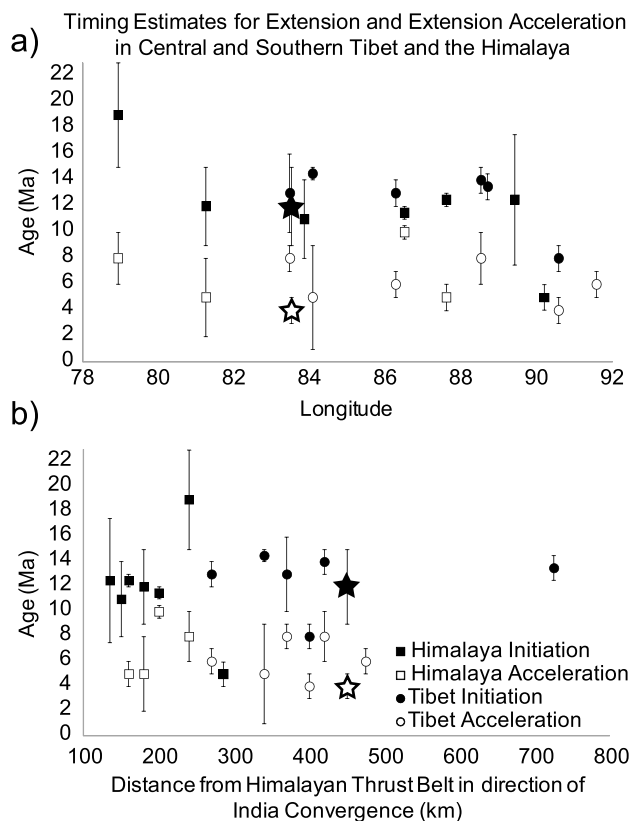 Timing Estimates for Extension and Extension Acceleration
in Central and Southern Tibet and the Himalaya
a)
22
20
18
16
14
12
10
8
6
4
2
0
Age (Ma)
78 80 82 84 86 88 90 92
Longitude
b)
22
20
18
16
14
12
10
8
6
4
2
0
Age (Ma)
Himalaya Initiation
Himalaya Acceleration
Tibet Initiation
Tibet Acceleration
100 200 300 400 500 600 700 800
Distance from Himalayan Thrust Belt in direction of
India Convergence (km)